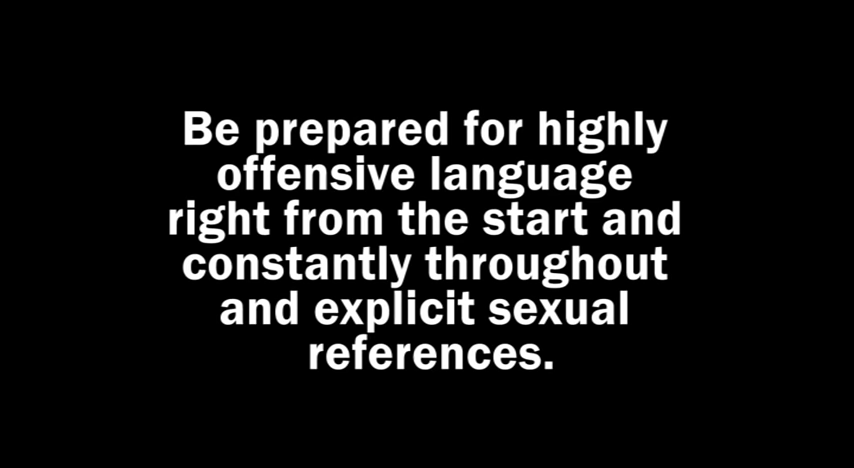 Be prepared for highly
offensive language
right from the start and
constantly throughout
and explicit sexual
references.